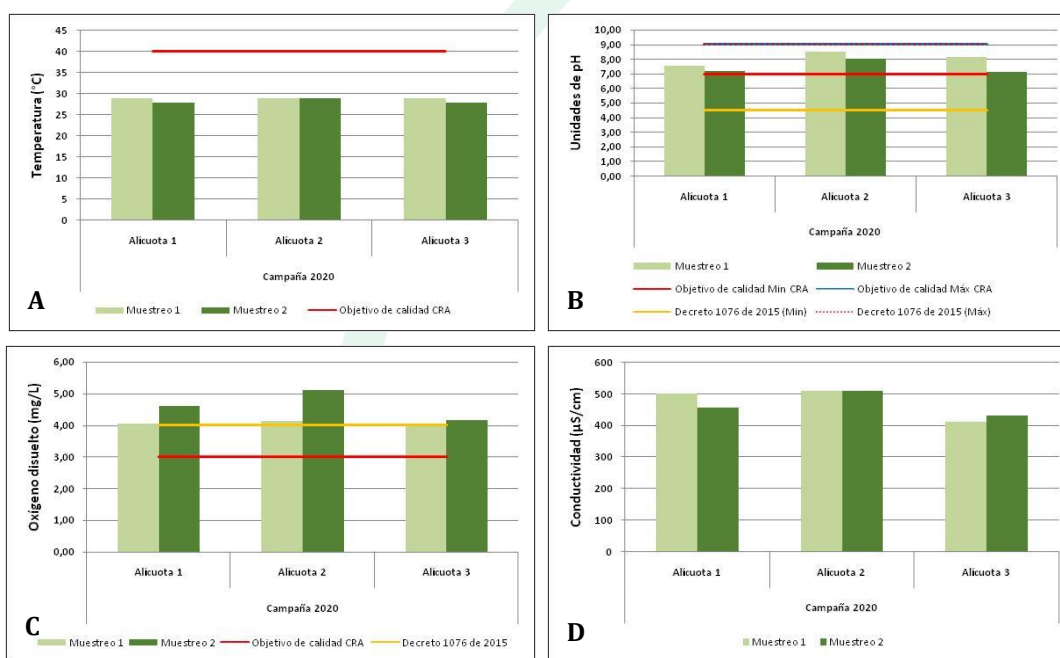 45
40
35
30
25
20
15
10
5
0
Temperatura (°C)
Alicuota 1 Alicuota 2 Alicuota 3
Campaña 2020
A
Muestreo 1 Muestreo 2 Objetivo de calidad CRA
10,00
9,00
8,00
7,00
6,00
5,00
4,00
3,00
2,00
1,00
0,00
Unidades de pH
Alicuota 1 Alicuota 2 Alicuota 3
Campaña 2020
Muestreo 1 Muestreo 2
Objetivo de calidad Min CRA Objetivo de calidad Máx CRA
B
Decreto 1076 de 2015 (Min) Decreto 1076 de 2015 (Máx)
6,00
5,00
4,00
3,00
2,00
1,00
0,00
Oxígeno disuelto (mg/L)
Alicuota 1 Alicuota 2 Alicuota 3
Campaña 2020
C
Muestreo 1 Muestreo 2 Objetivo de calidad CRA Decreto 1076 de 2015
600
500
400
300
200
100
0
Conductividad (µS/cm)
Alicuota 1 Alicuota 2 Alicuota 3
Campaña 2020
D
Muestreo 1 Muestreo 2